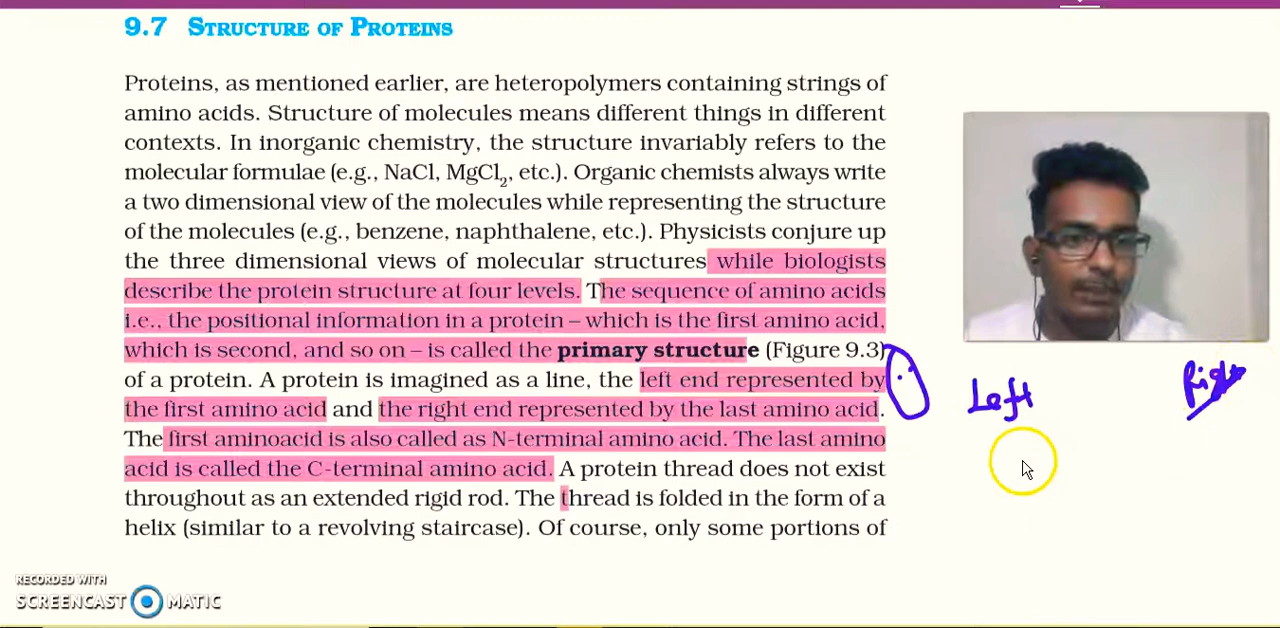 9.7 STRUCTURE OF PROTEINS
Proteins, as mentioned earlier, are heteropolymers containing strings of
amino acids. Structure of molecules means different things in different
contexts. In inorganic chemistry, the structure invariably refers to the
molecular formulae (e.g., NaCl, MgCl₂, etc.). Organic chemists always write
a two dimensional view of the molecules while representing the structure
of the molecules (e.g., benzene, naphthalene, etc.). Physicists conjure up
the three dimensional views of molecular structures while biologists
describe the protein structure at four levels. The sequence of amino acids
i.e., the positional information in a protein – which is the first amino acid,
which is second, and so on – is called the primary structure (Figure 9.3)
of a protein. A protein is imagined as a line, the left end represented by
the first amino acid and the right end represented by the last amino acid.
The first aminoacid is also called as N-terminal amino acid. The last amino
acid is called the C-terminal amino acid. A protein thread does not exist
throughout as an extended rigid rod. The thread is folded in the form of a
helix (similar to a revolving staircase). Of course, only some portions of
Left
Right
RECORDED WITH
SCREENCAST MATIC